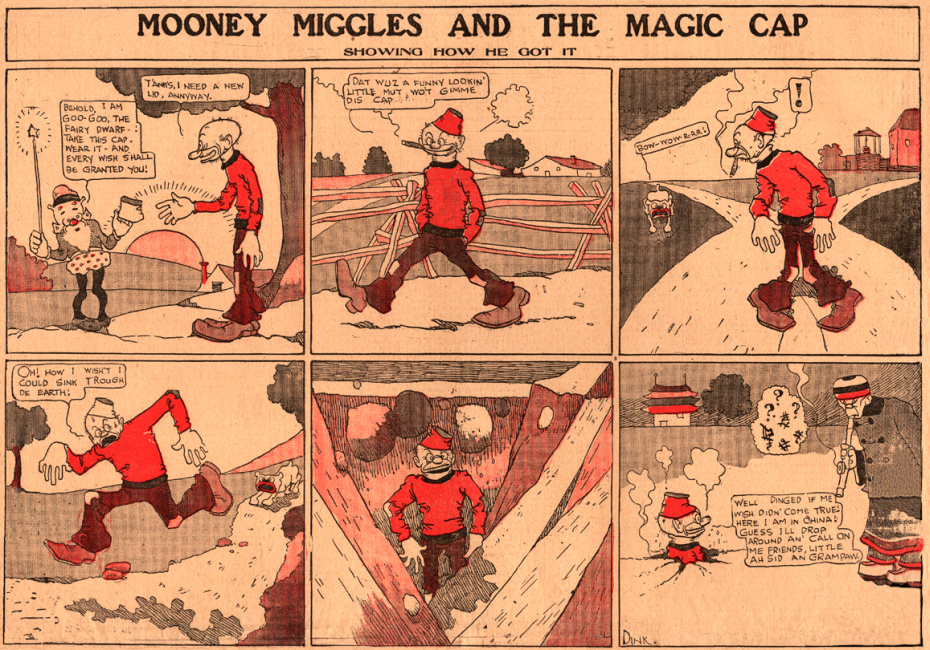 MOONEY MIGGLES AND THE MAGIC CAP
SHOWING HOW HE GOT IT
BEHOLD, I AM
GOO-GOO, THE
FAIRY DWARF-:
TAKE THIS CAP.
WEAR IT- AND
EVERY WISH SHALL
BE GRANTED YOU!
TANKS, I NEED A NEW
LID, ANNYWAY.
DAT WUZ A FUNNY LOOKIN'
LITTLE MUT WOT GIMME
DIS CAP.
BOW-WOW-R-RR!
!
OH! HOW I WISHT I
COULD SINK TROUGH
DE EARTH!
? ? ?
WELL DINGED IF ME
WISH DIDN' COME TRUE!
HERE I AM IN CHINA!
GUESS I'LL DROP
AROUND AN' CALL ON
ME FRIENDS, LITTLE
AH SID AN GRAMPAW.
DINK.